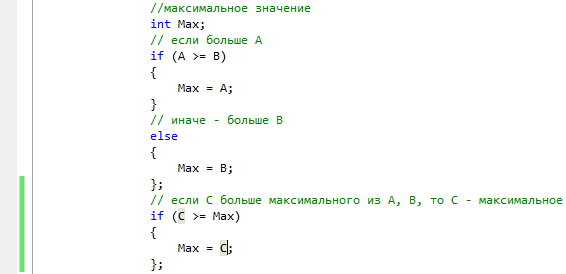 //максимальное значение
int Max;
// если больше A
if (A >= B)
{
Max = A;
}
// иначе - больше B
else
{
Max = B;
};
// если C больше максимального из A, B, то C - максимальное
if (C >= Max)
{
Max = C;
};